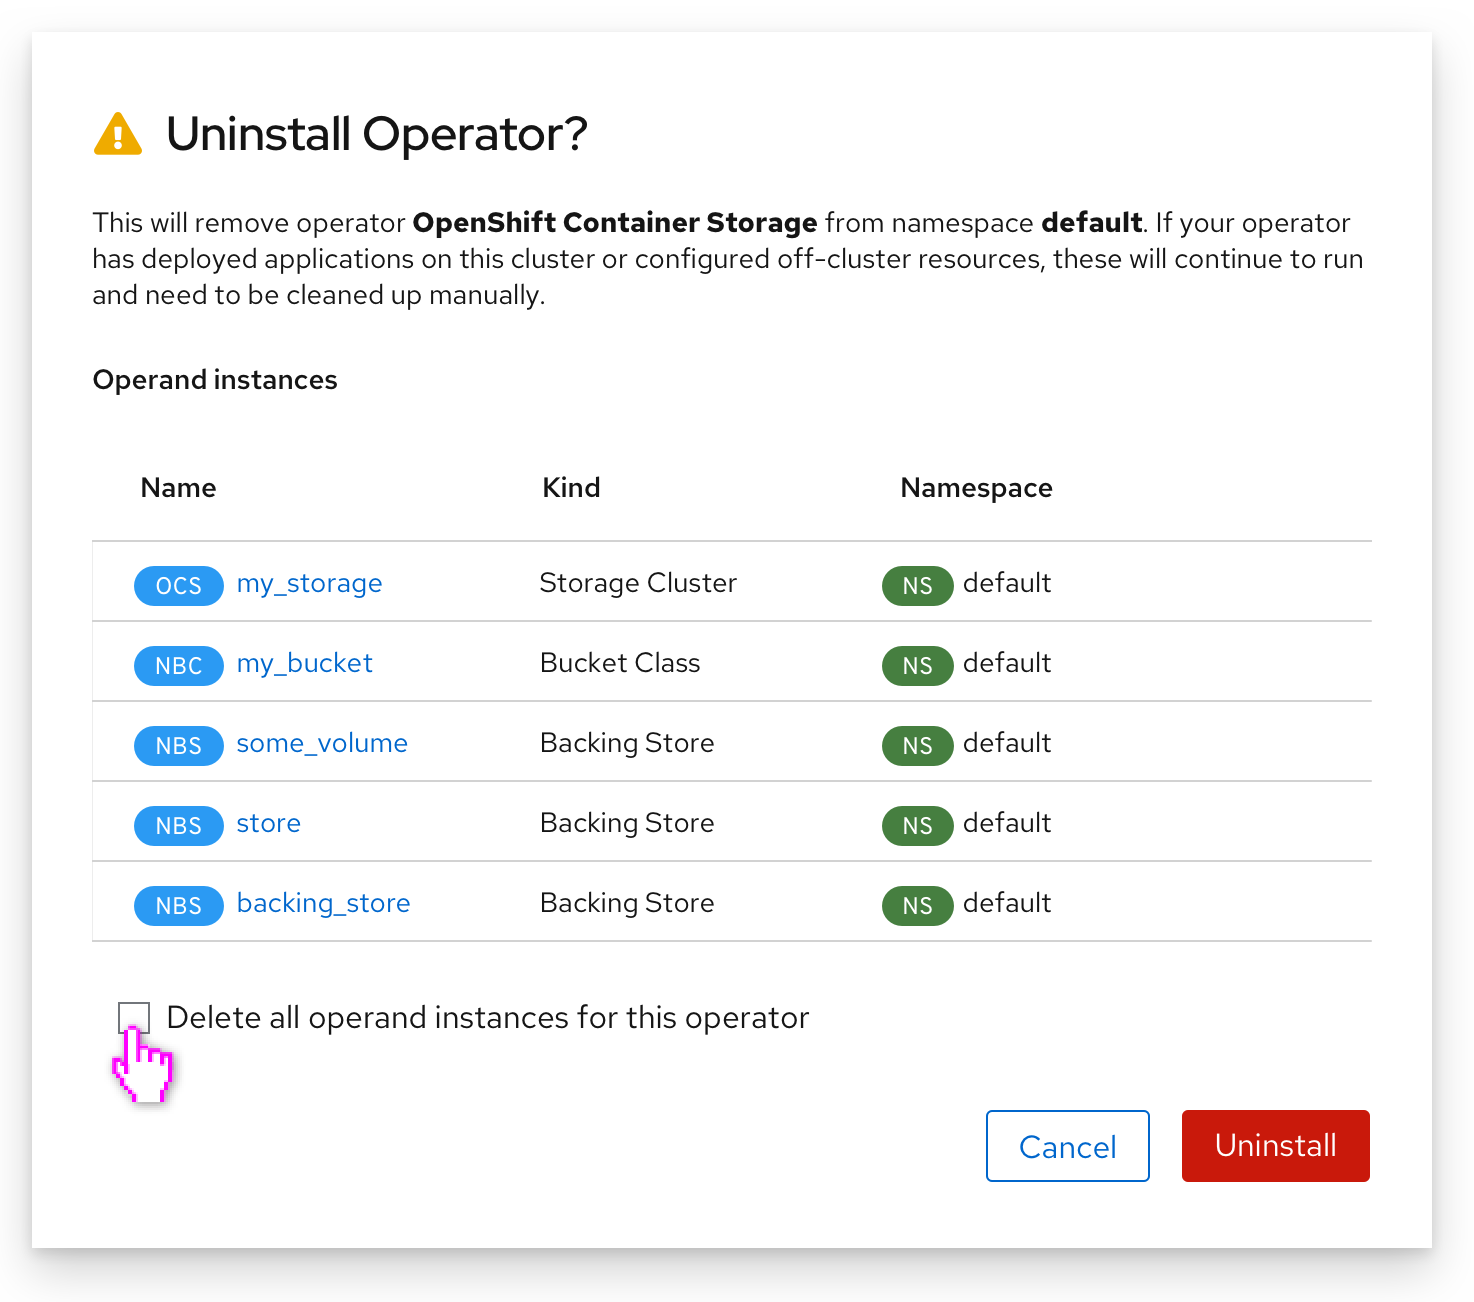 Uninstall Operator?
This will remove operator OpenShift Container Storage from namespace default. If your operator
has deployed applications on this cluster or configured off-cluster resources, these will continue to run
and need to be cleaned up manually.
Operand instances
Name Kind Namespace
OCS my_storage Storage Cluster NS default
NBC my_bucket Bucket Class NS default
NBS some_volume Backing Store NS default
NBS store Backing Store NS default
NBS backing_store Backing Store NS default
Delete all operand instances for this operator
Cancel Uninstall